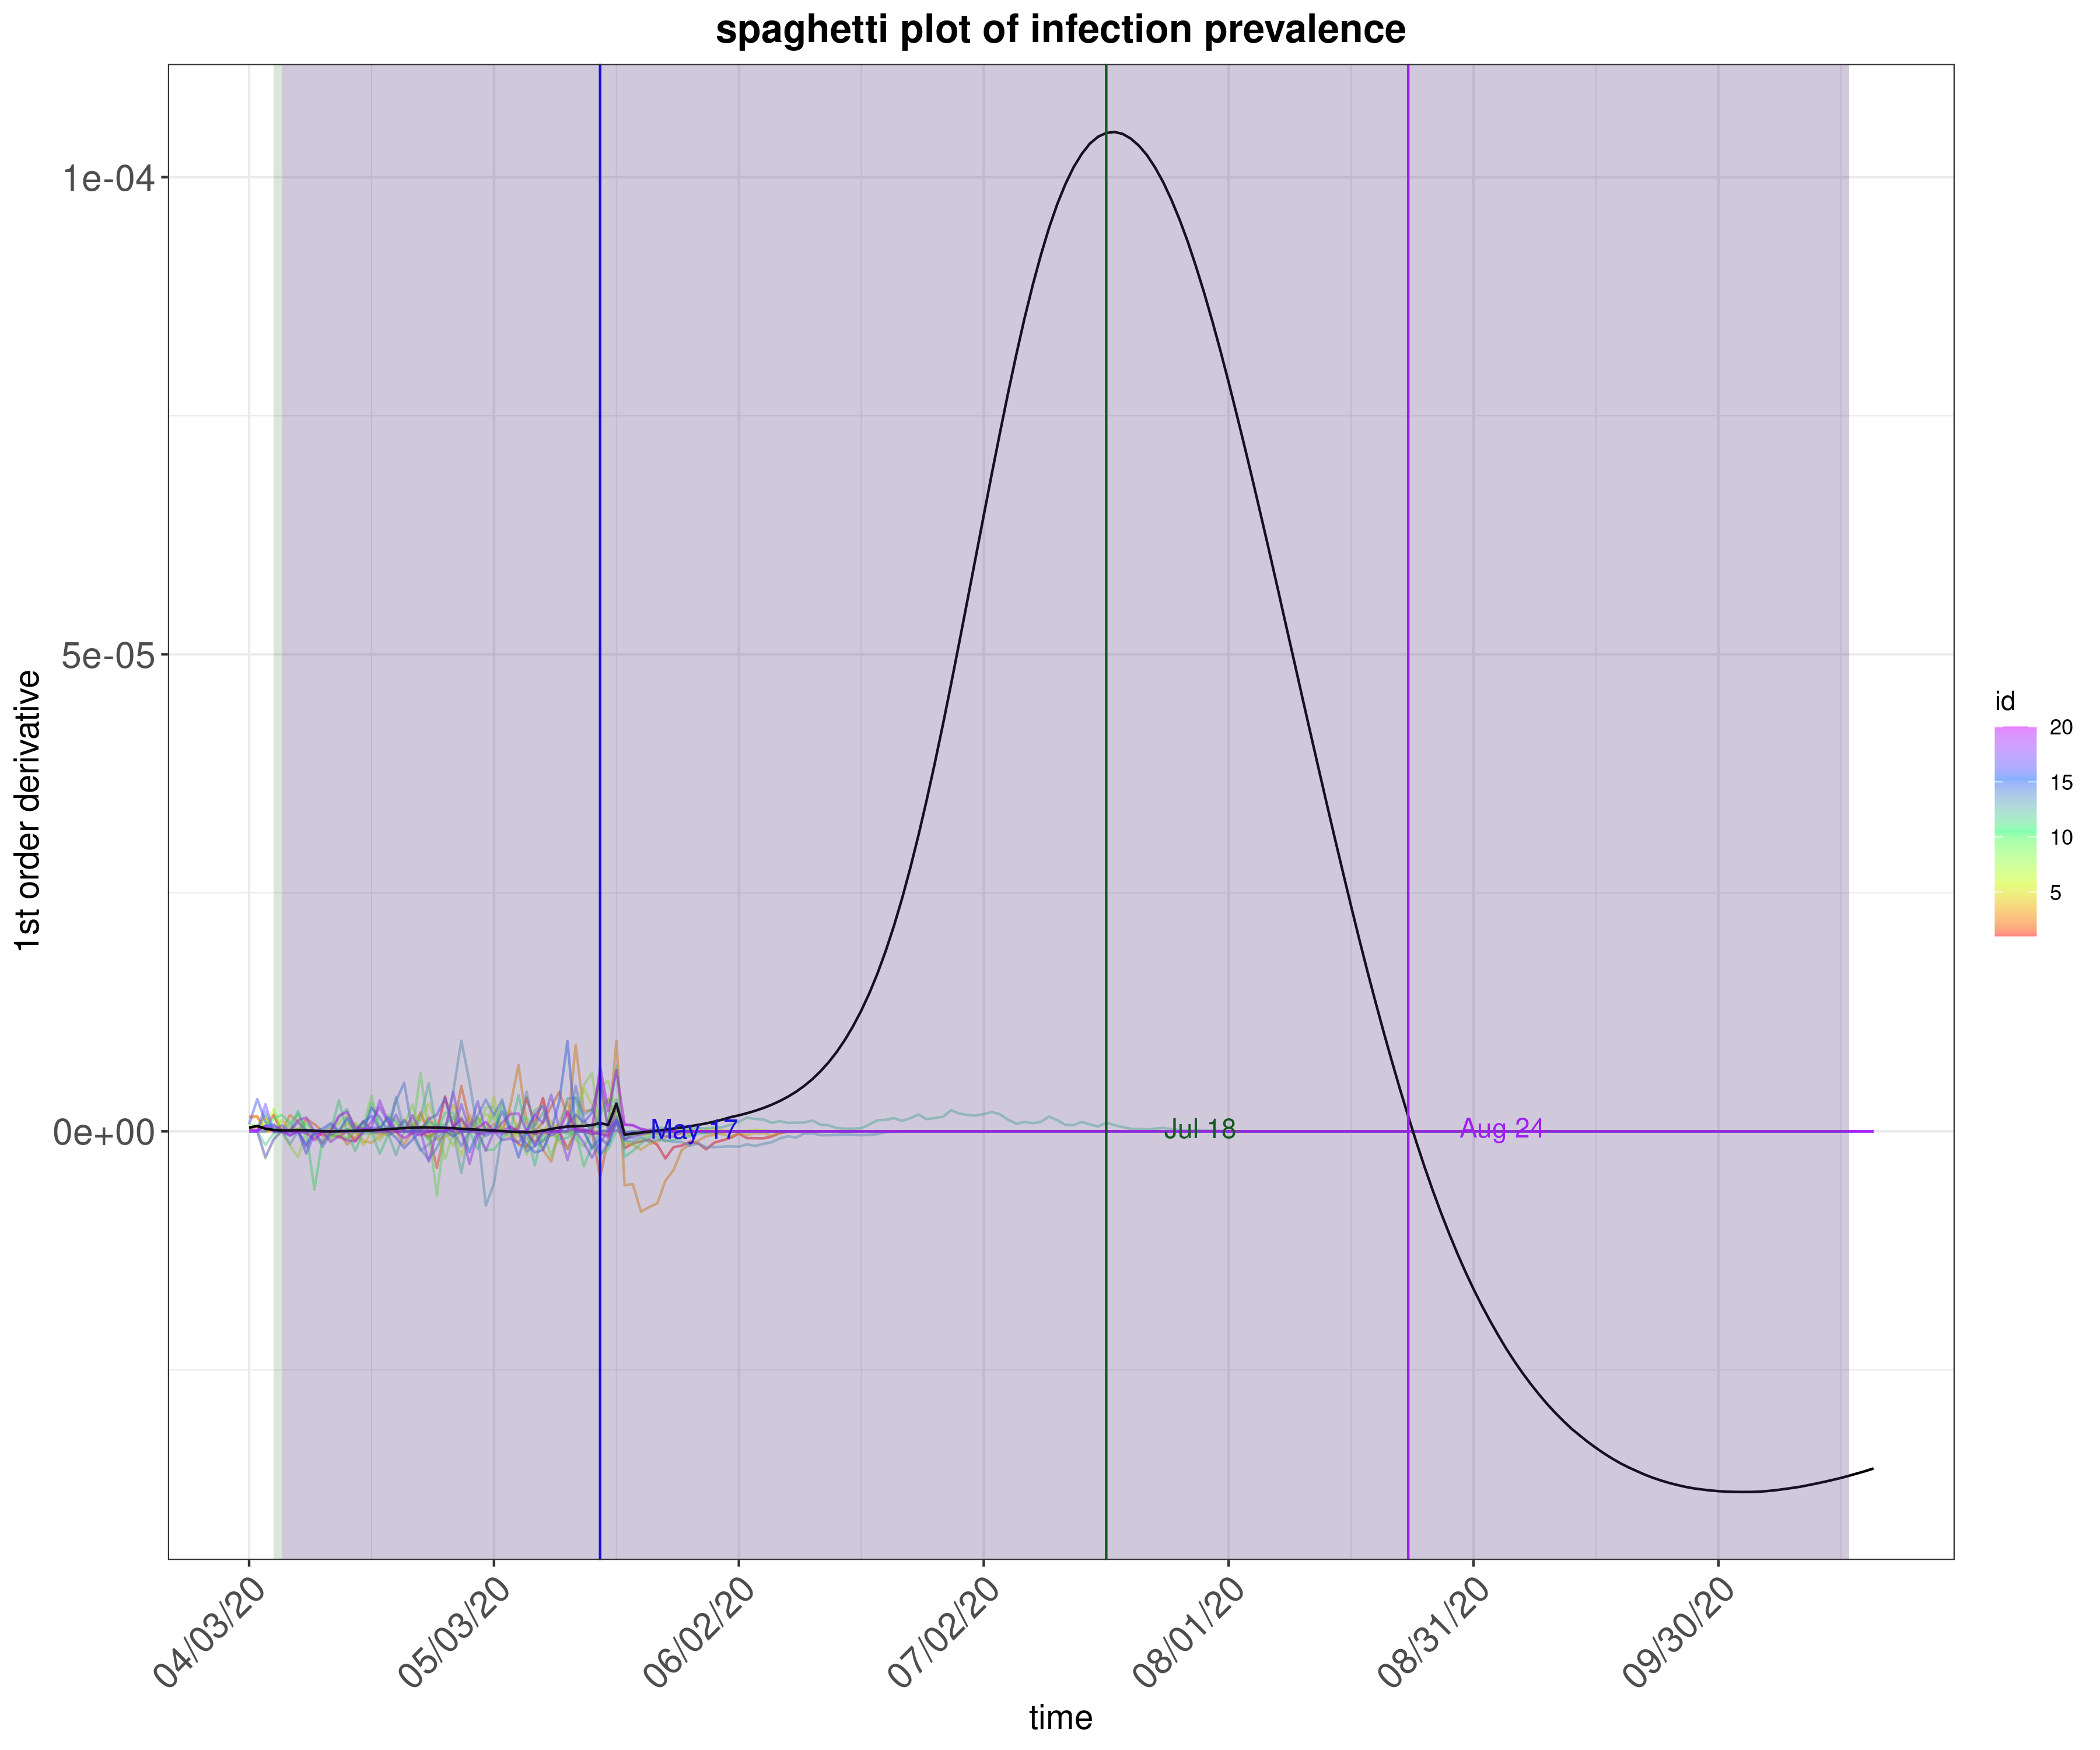 spaghetti plot of infection prevalence
1e-04
5e-05
0e+00
1st order derivative
May 17
Jul 18
Aug 24
id
20
15
10
5
04/03/20
05/03/20
06/02/20
07/02/20
08/01/20
08/31/20
09/30/20
time